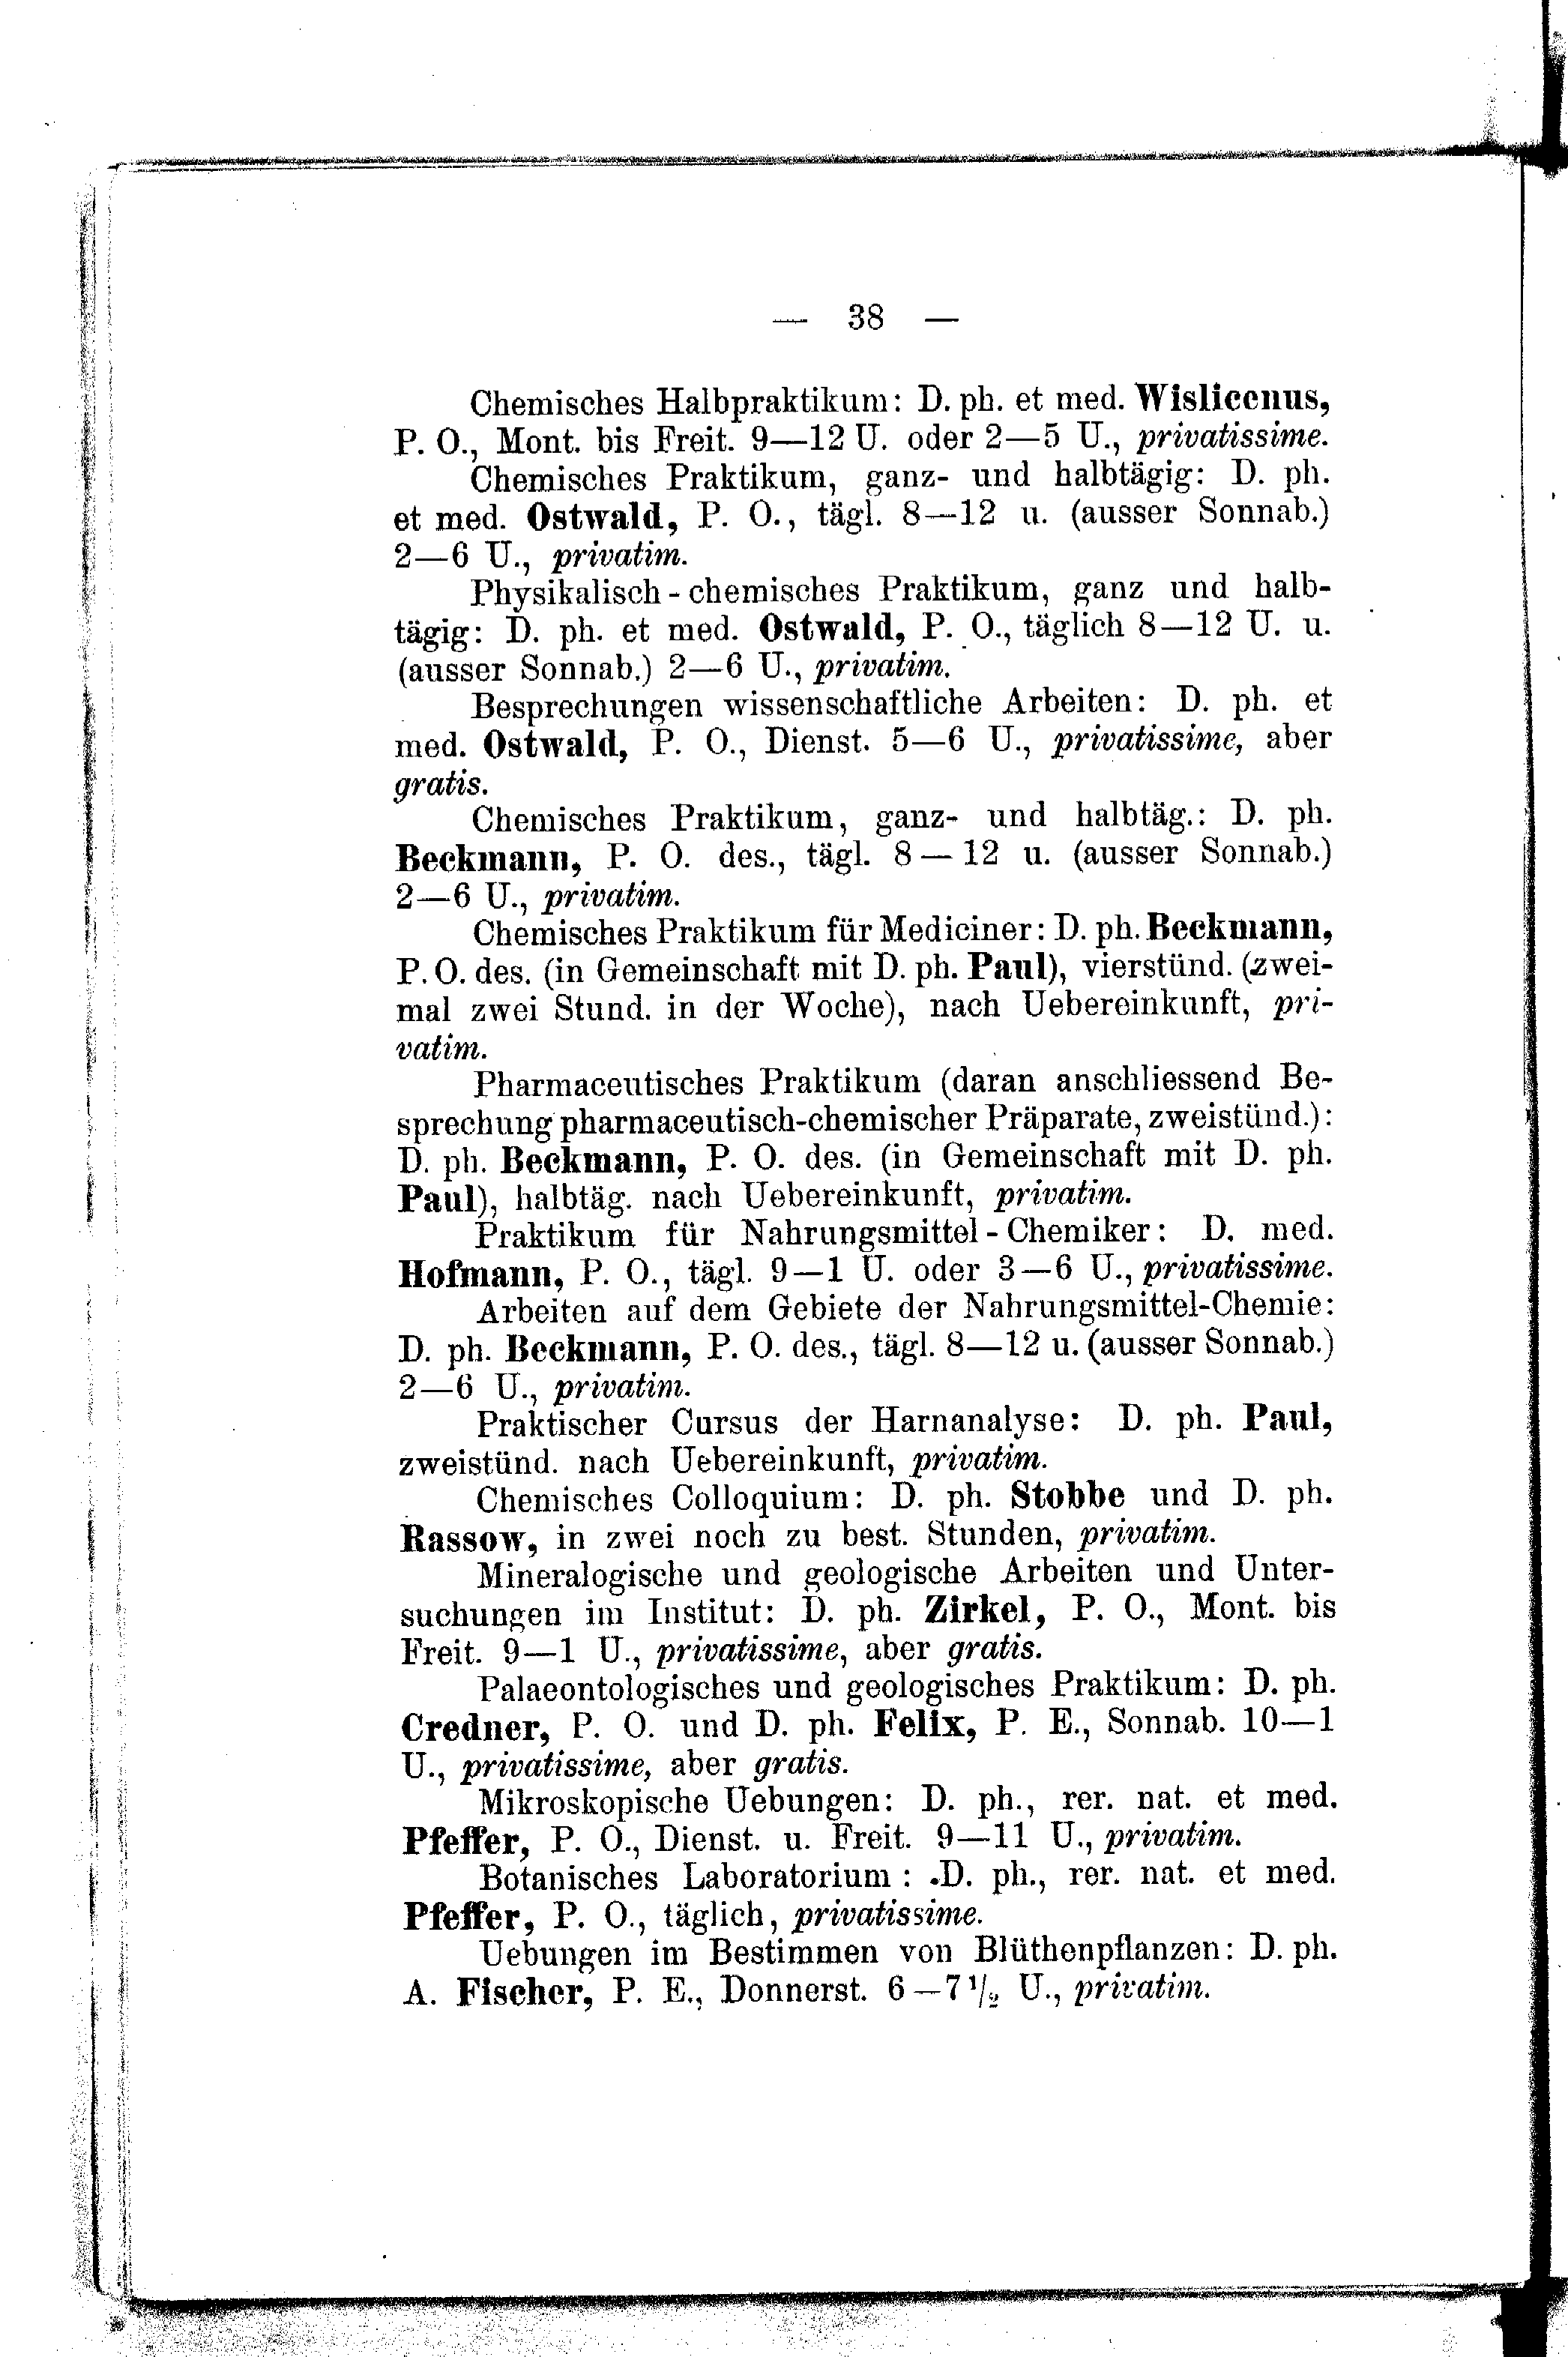 — 38 —
Chemisches Halbpraktikum: D. ph. et med. Wislicenus,
P. O., Mont. bis Freit. 9—12 U. oder 2—5 U., privatissime.
Chemisches Praktikum, ganz- und halbtägig: D. ph.
et med. Ostwald, P. O., tägl. 8—12 u. (ausser Sonnab.)
2—6 U., privatim.
Physikalisch-chemisches Praktikum, ganz und halb-
tägig: D. ph. et med. Ostwald, P. O., täglich 8—12 U. u.
(ausser Sonnab.) 2—6 U., privatim.
Besprechungen wissenschaftliche Arbeiten: D. ph. et
med. Ostwald, P. O., Dienst. 5—6 U., privatissime, aber
gratis.
Chemisches Praktikum, ganz- und halbtäg.: D. ph.
Beckmann, P. O. des., tägl. 8—12 u. (ausser Sonnab.)
2—6 U., privatim.
Chemisches Praktikum für Mediciner: D. ph. Beckmann,
P. O. des. (in Gemeinschaft mit D. ph. Paul), vierstünd. (zwei-
mal zwei Stund. in der Woche), nach Uebereinkunft, pri-
vatim.
Pharmaceutisches Praktikum (daran anschliessend Be-
sprechung pharmaceutisch-chemischer Präparate, zweistünd.):
D. ph. Beckmann, P. O. des. (in Gemeinschaft mit D. ph.
Paul), halbtäg. nach Uebereinkunft, privatim.
Praktikum für Nahrungsmittel-Chemiker: D. med.
Hofmann, P. O., tägl. 9—1 U. oder 3—6 U., privatissime.
Arbeiten auf dem Gebiete der Nahrungsmittel-Chemie:
D. ph. Beckmann, P. O. des., tägl. 8—12 u. (ausser Sonnab.)
2—6 U., privatim.
Praktischer Cursus der Harnanalyse: D. ph. Paul,
zweistünd. nach Uebereinkunft, privatim.
Chemisches Colloquium: D. ph. Stobbe und D. ph.
Rassow, in zwei noch zu best. Stunden, privatim.
Mineralogische und geologische Arbeiten und Unter-
suchungen im Institut: D. ph. Zirkel, P. O., Mont. bis
Freit. 9—1 U., privatissime, aber gratis.
Palaeontologisches und geologisches Praktikum: D. ph.
Credner, P. O. und D. ph. Felix, P. E., Sonnab. 10—1
U., privatissime, aber gratis.
Mikroskopische Uebungen: D. ph., rer. nat. et med.
Pfeffer, P. O., Dienst. u. Freit. 9—11 U., privatim.
Botanisches Laboratorium: D. ph., rer. nat. et med.
Pfeffer, P. O., täglich, privatissime.
Uebungen im Bestimmen von Blüthenpflanzen: D. ph.
A. Fischer, P. E., Donnerst. 6—7 1/2 U., privatim.